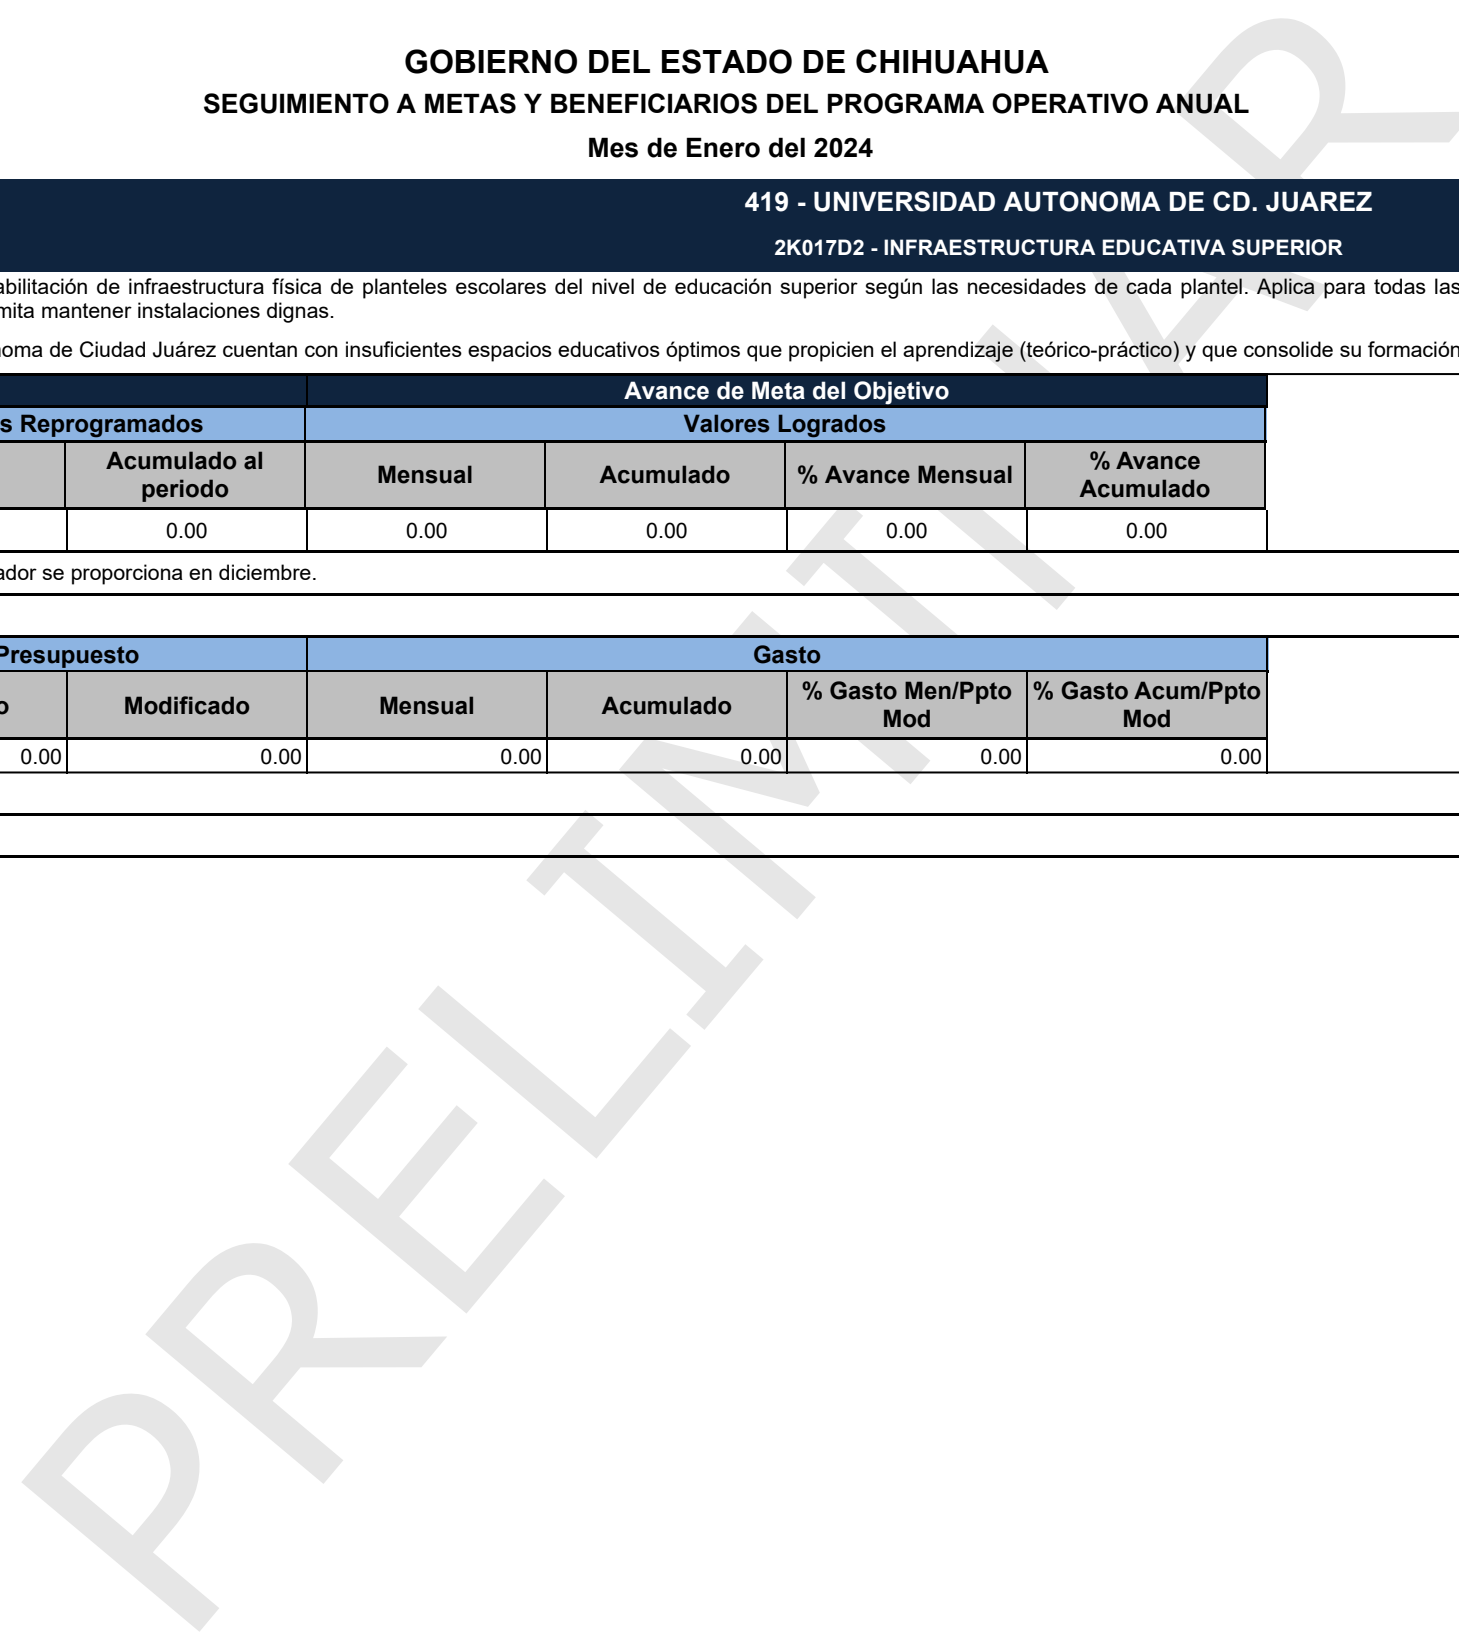 GOBIERNO DEL ESTADO DE CHIHUAHUA
SEGUIMIENTO A METAS Y BENEFICIARIOS DEL PROGRAMA OPERATIVO ANUAL
Mes de Enero del 2024
419 - UNIVERSIDAD AUTONOMA DE CD. JUAREZ
2K017D2 - INFRAESTRUCTURA EDUCATIVA SUPERIOR
abilitación de infraestructura física de planteles escolares del nivel de educación superior según las necesidades de cada plantel. Aplica para todas las
mita mantener instalaciones dignas.
noma de Ciudad Juárez cuentan con insuficientes espacios educativos óptimos que propicien el aprendizaje (teórico-práctico) y que consolide su formación
Avance de Meta del Objetivo
s Reprogramados Valores Logrados
Acumulado al periodo Mensual Acumulado % Avance Mensual % Avance Acumulado
0.00 0.00 0.00 0.00 0.00
ador se proporciona en diciembre.
Presupuesto Gasto
o Modificado Mensual Acumulado % Gasto Men/Ppto Mod % Gasto Acum/Ppto Mod
0.00 0.00 0.00 0.00 0.00 0.00
PRELIMINAR